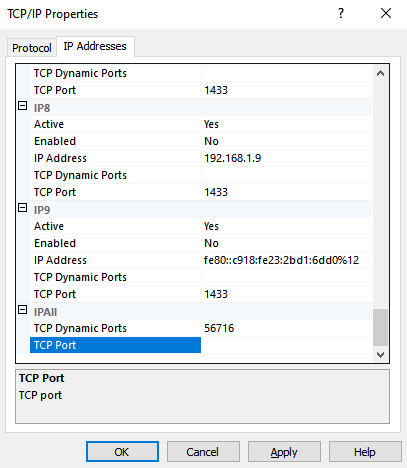 TCP/IP Properties
Protocol
IP Addresses
TCP Dynamic Ports
TCP Port 1433
IP8
Active Yes
Enabled No
IP Address 192.168.1.9
TCP Dynamic Ports
TCP Port 1433
IP9
Active Yes
Enabled No
IP Address fe80::c918:fe23:2bd1:6dd0%12
TCP Dynamic Ports
TCP Port 1433
IPAll
TCP Dynamic Ports 56716
TCP Port
TCP Port
TCP port
OK Cancel Apply Help